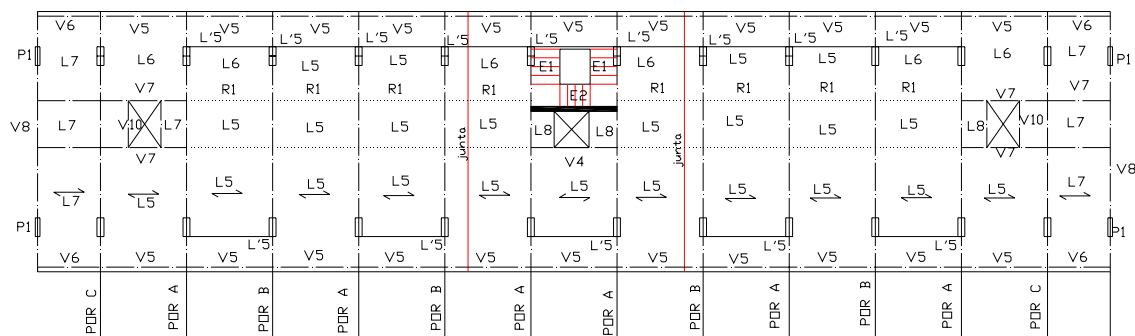 V6 V5 V5 V5 V5 V5 V5 V5 V5 V5 V5 V5 V6
L'5 L'5 L'5 L'5 L'5 L'5 L'5 L'5
P1 L7 L6 L6 L5 L5 L6 E1 E1 L6 L5 L5 L6 L6 L7 P1
V7 R1 R1 R1 R1 E2 R1 R1 R1 R1 V7 V7
V8 L7 V10 L7 L5 L5 L5 L5 L8 L8 L5 L5 L5 L5 L8 V10 L7
junta junta
V7 V4 V7 V8
L7 L5 L5 L5 L5 L5 L5 L5 L5 L5 L5 L5 L7
P1 P1
L'5 L'5 L'5 L'5 L'5
V6 V5 V5 V5 V5 V5 V5 V5 V5 V5 V5 V5 V6
POR C POR A POR B POR A POR B POR A POR A POR B POR A POR B POR A POR C